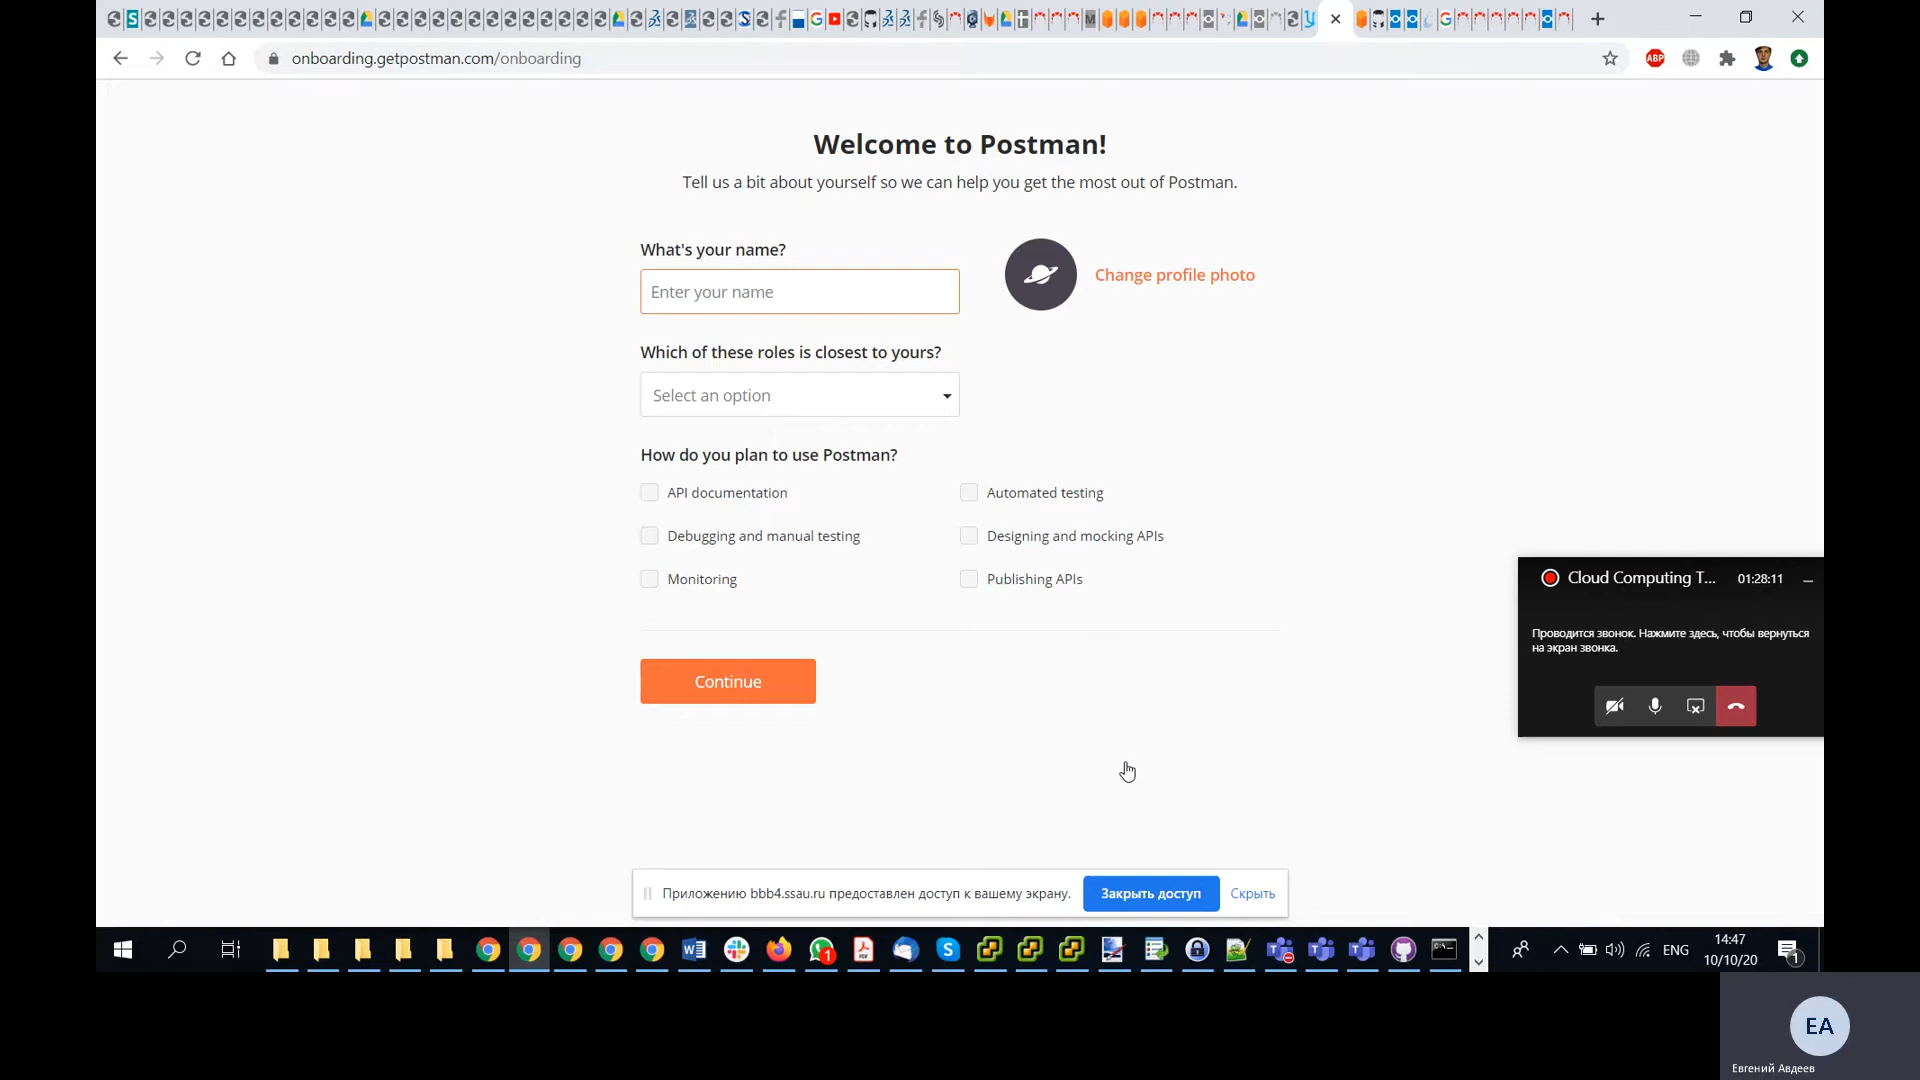 onboarding.getpostman.com/onboarding
ABP
Welcome to Postman!
Tell us a bit about yourself so we can help you get the most out of Postman.
What's your name?
Enter your name
Change profile photo
Which of these roles is closest to yours?
Select an option
How do you plan to use Postman?
API documentation
Automated testing
Debugging and manual testing
Designing and mocking APIs
Monitoring
Publishing APIs
Continue
Cloud Computing T...
01:28:11
Проводится звонок. Нажмите здесь, чтобы вернуться
на экран звонка.
Приложению bbb4.ssau.ru предоставлен доступ к вашему экрану.
Закрыть доступ
Скрыть
ENG
14:47
10/10/20
1
1
EA
Евгений Авдеев